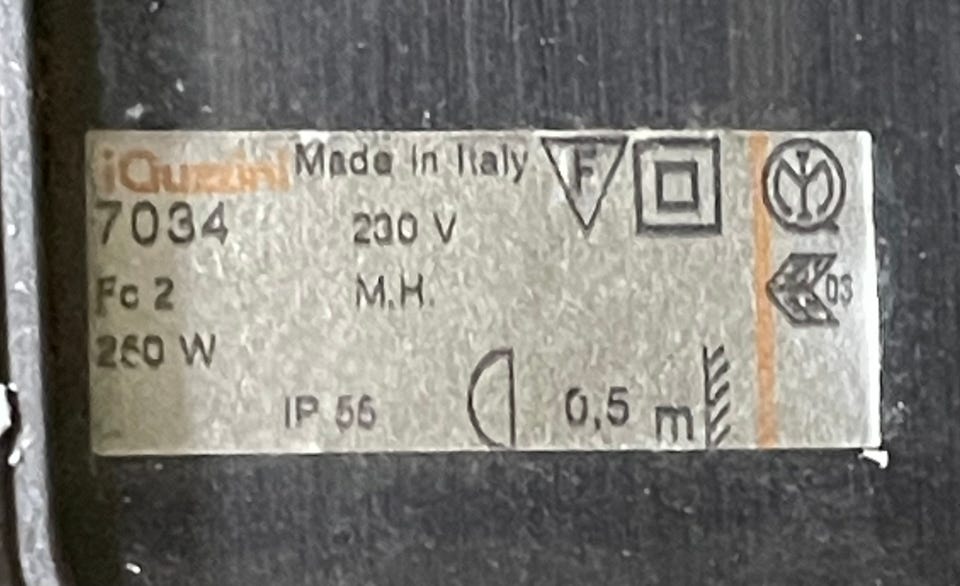 iGuzzini Made in Italy F
7034 230 V
Fc 2 M.H. 03
250 W
IP 55 0,5 m